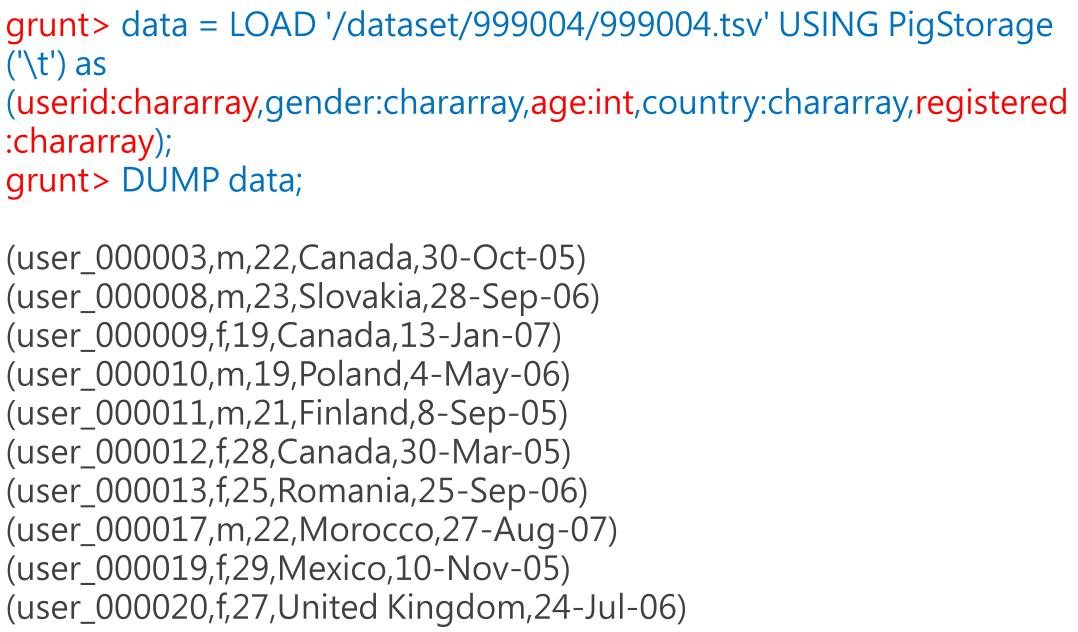 grunt> data = LOAD '/dataset/999004/999004.tsv' USING PigStorage
('\t') as
(userid:chararray,gender:chararray,age:int,country:chararray,registered
:chararray);
grunt> DUMP data;
(user_000003,m,22,Canada,30-Oct-05)
(user_000008,m,23,Slovakia,28-Sep-06)
(user_000009,f,19,Canada,13-Jan-07)
(user_000010,m,19,Poland,4-May-06)
(user_000011,m,21,Finland,8-Sep-05)
(user_000012,f,28,Canada,30-Mar-05)
(user_000013,f,25,Romania,25-Sep-06)
(user_000017,m,22,Morocco,27-Aug-07)
(user_000019,f,29,Mexico,10-Nov-05)
(user_000020,f,27,United Kingdom,24-Jul-06)